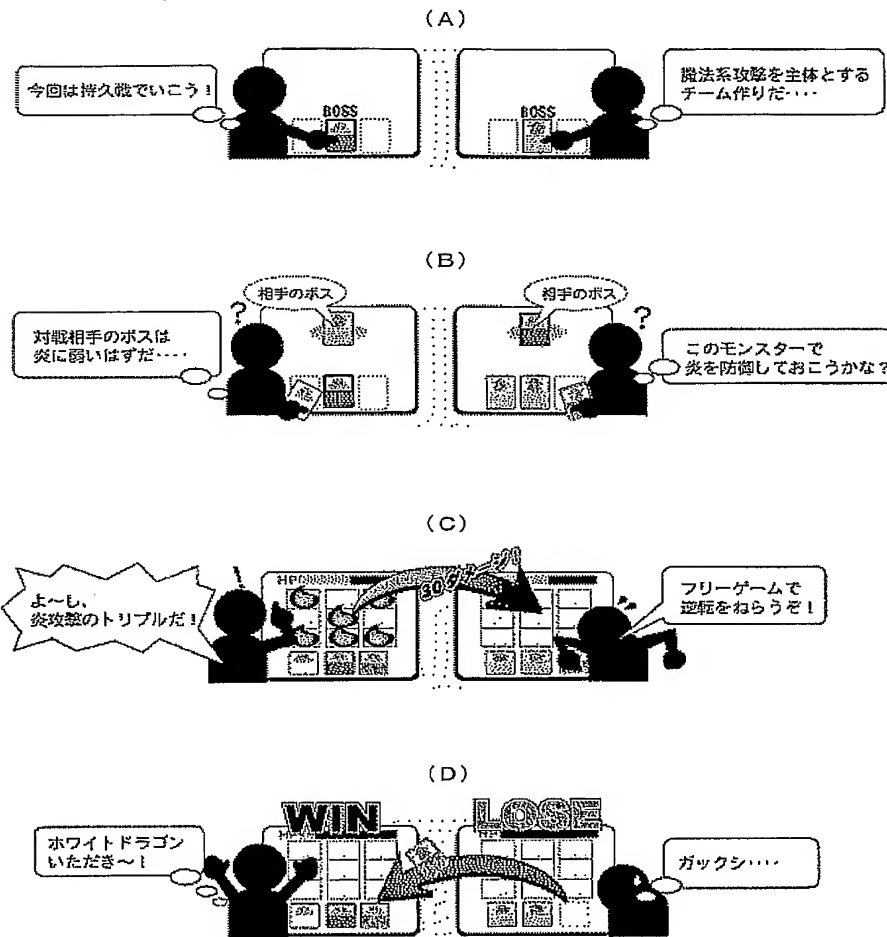 (A)
今回は持久戦でいこう!
BOSS
BOSS
魔法系攻撃を主体とする
チーム作りだ‥‥
(B)
相手のボス
相手のボス
?
?
対戦相手のボスは
炎に弱いはずだ‥‥
このモンスターで
炎を防御しておこうかな?
(C)
よ~し、
炎攻撃のトリプルだ!
HP
30ダメージ!
フリーゲームで
逆転をねらうぞ!
(D)
WIN
LOSE
HP
HP
ホワイトドラゴン
いただき~!
ガックシ‥‥